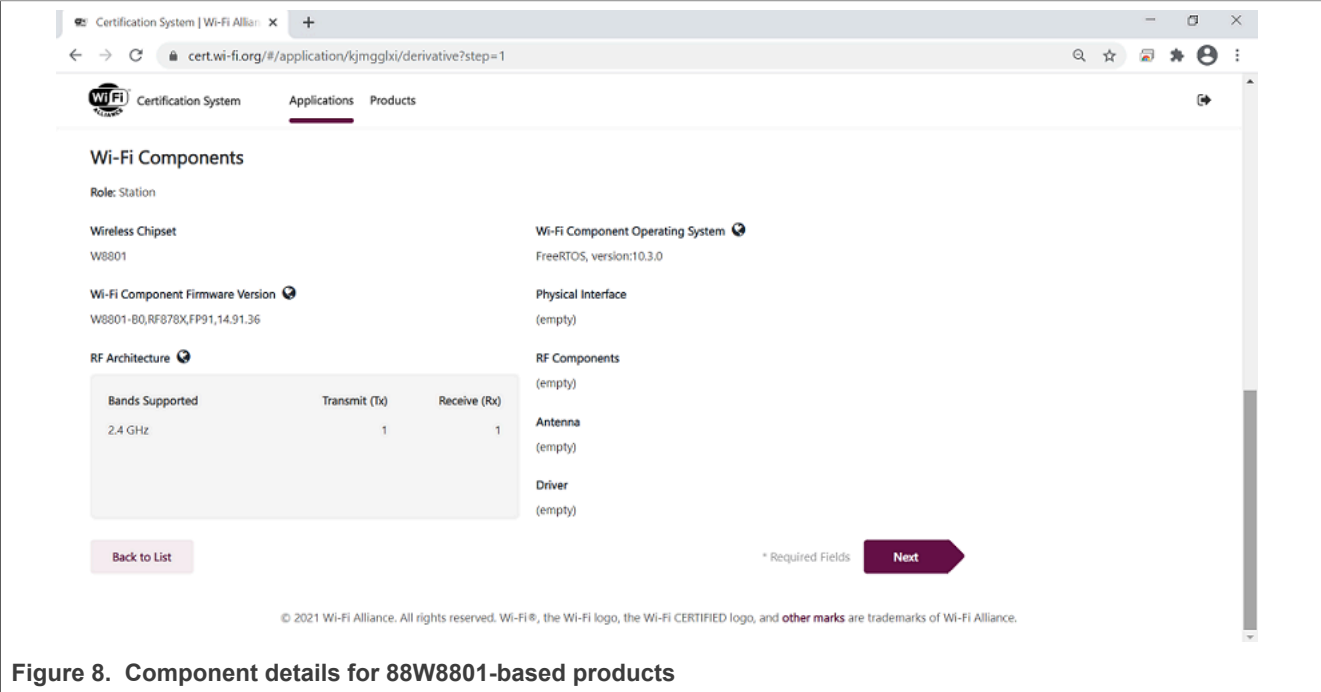 Certification System | Wi-Fi Allian
cert.wi-fi.org/#/application/kjmgglxi/derivative?step=1
Wi Fi ALLIANCE Certification System Applications Products
Wi-Fi Components
Role: Station
Wireless Chipset
W8801
Wi-Fi Component Operating System
FreeRTOS, version:10.3.0
Wi-Fi Component Firmware Version
W8801-B0,RF878X,FP91,14.91.36
Physical Interface
(empty)
RF Architecture
Bands Supported Transmit (Tx) Receive (Rx)
2.4 GHz 1 1
RF Components
(empty)
Antenna
(empty)
Driver
(empty)
Back to List
* Required Fields
Next
© 2021 Wi-Fi Alliance. All rights reserved. Wi-Fi®, the Wi-Fi logo, the Wi-Fi CERTIFIED logo, and other marks are trademarks of Wi-Fi Alliance.
Figure 8. Component details for 88W8801-based products